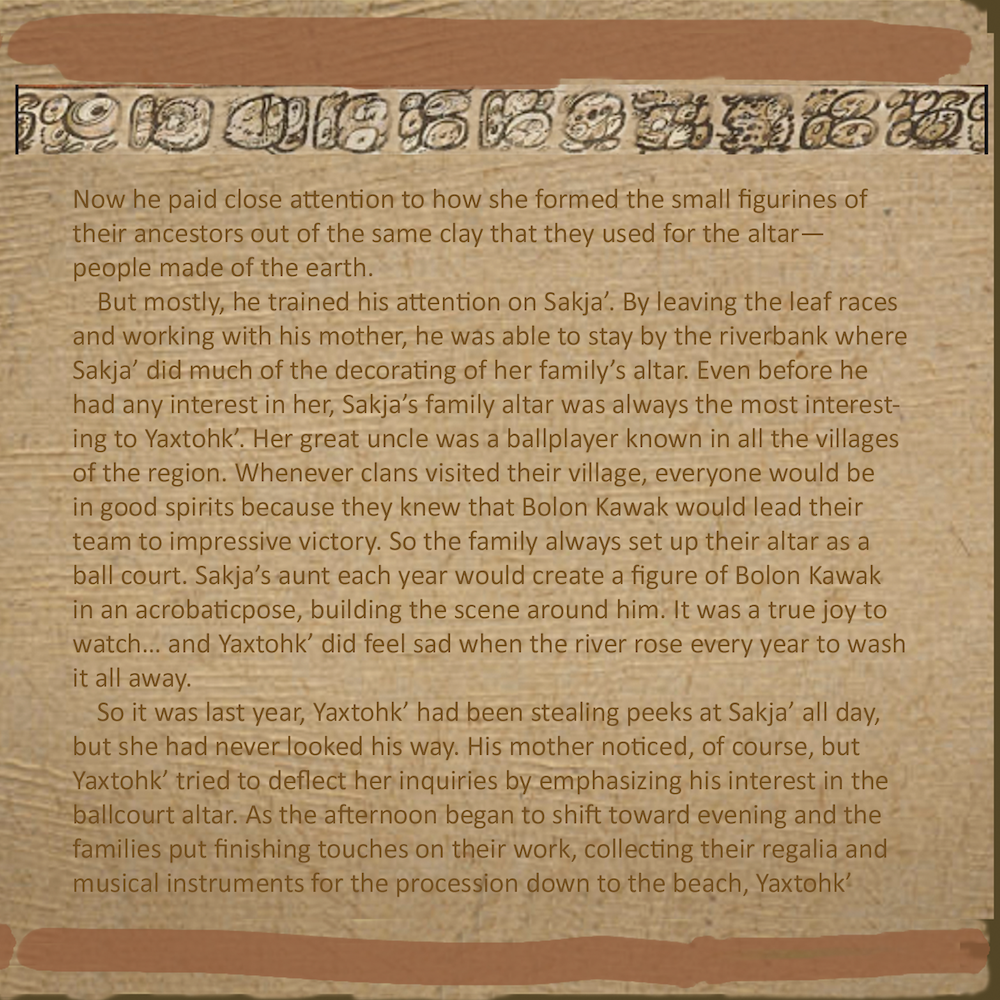 Now he paid close attention to how she formed the small figurines of
their ancestors out of the same clay that they used for the altar—
people made of the earth.
But mostly, he trained his attention on Sakja’. By leaving the leaf races
and working with his mother, he was able to stay by the riverbank where
Sakja’ did much of the decorating of her family’s altar. Even before he
had any interest in her, Sakja’s family altar was always the most interest-
ing to Yaxtohk’. Her great uncle was a ballplayer known in all the villages
of the region. Whenever clans visited their village, everyone would be
in good spirits because they knew that Bolon Kawak would lead their
team to impressive victory. So the family always set up their altar as a
ball court. Sakja’s aunt each year would create a figure of Bolon Kawak
in an acrobaticpose, building the scene around him. It was a true joy to
watch... and Yaxtohk’ did feel sad when the river rose every year to wash
it all away.
So it was last year, Yaxtohk’ had been stealing peeks at Sakja’ all day,
but she had never looked his way. His mother noticed, of course, but
Yaxtohk’ tried to deflect her inquiries by emphasizing his interest in the
ballcourt altar. As the afternoon began to shift toward evening and the
families put finishing touches on their work, collecting their regalia and
musical instruments for the procession down to the beach, Yaxtohk’